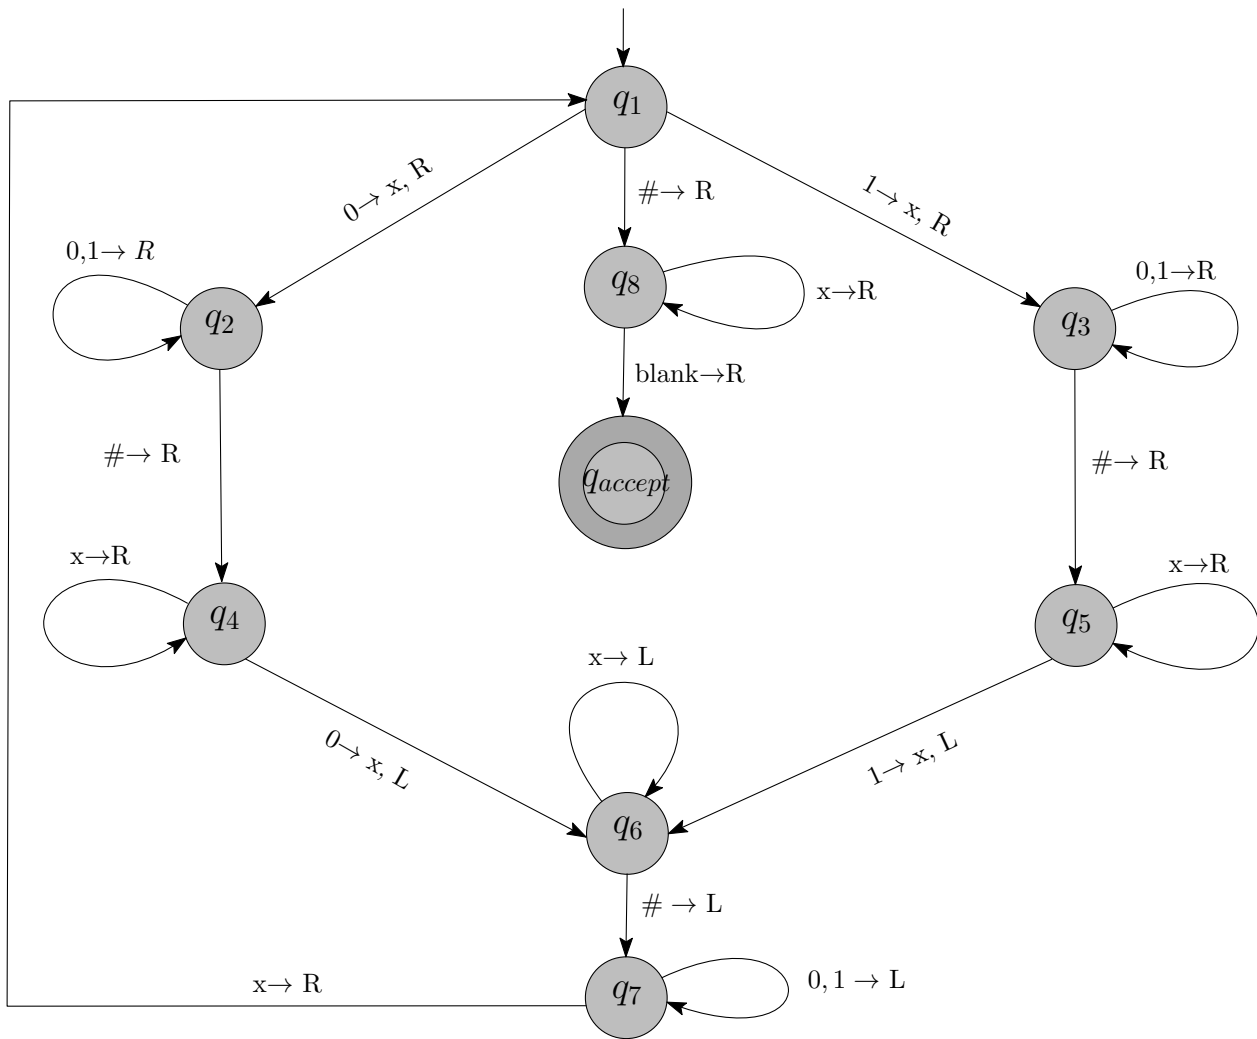 q1
0→ x, R
#→ R
1→ x, R
0,1→ R
q8
x→R
0,1→R
q2
q3
blank→R
#→ R
qaccept
#→ R
x→R
x→R
q4
q5
x→ L
0→ x, L
1→ x, L
q6
# → L
x→ R
q7
0, 1 → L